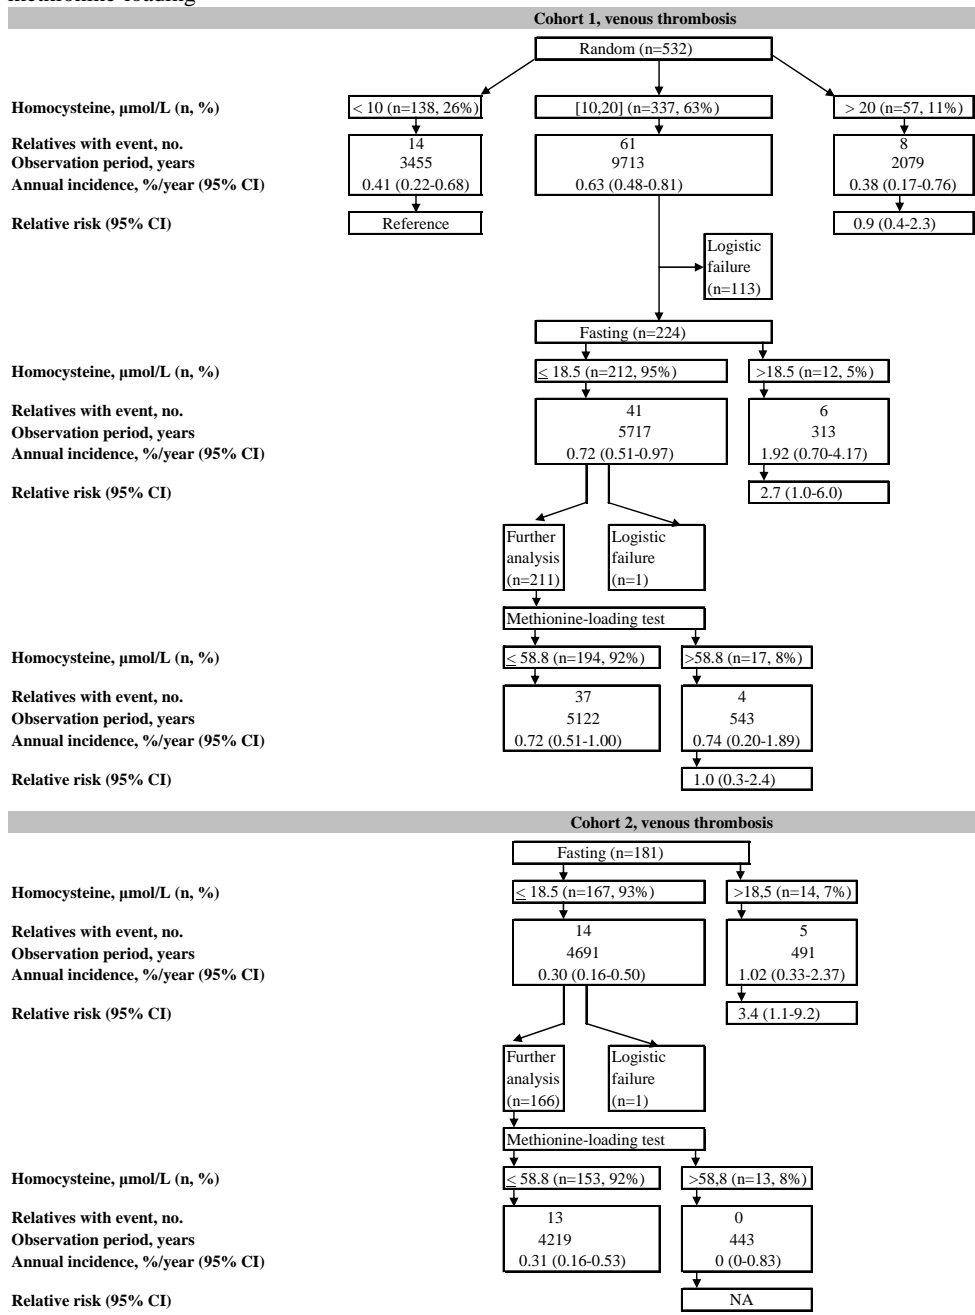 methionine-loading
Cohort 1, venous thrombosis
Random (n=532)
Homocysteine, µmol/L (n, %) < 10 (n=138, 26%) [10,20] (n=337, 63%) > 20 (n=57, 11%)
Relatives with event, no. 14 61 8
Observation period, years 3455 9713 2079
Annual incidence, %/year (95% CI) 0.41 (0.22-0.68) 0.63 (0.48-0.81) 0.38 (0.17-0.76)
Relative risk (95% CI) Reference 0.9 (0.4-2.3)
Logistic
failure
(n=113)
Fasting (n=224)
Homocysteine, µmol/L (n, %) ≤ 18.5 (n=212, 95%) >18.5 (n=12, 5%)
Relatives with event, no. 41 6
Observation period, years 5717 313
Annual incidence, %/year (95% CI) 0.72 (0.51-0.97) 1.92 (0.70-4.17)
Relative risk (95% CI) 2.7 (1.0-6.0)
Further Logistic
analysis failure
(n=211) (n=1)
Methionine-loading test
Homocysteine, µmol/L (n, %) ≤ 58.8 (n=194, 92%) >58.8 (n=17, 8%)
Relatives with event, no. 37 4
Observation period, years 5122 543
Annual incidence, %/year (95% CI) 0.72 (0.51-1.00) 0.74 (0.20-1.89)
Relative risk (95% CI) 1.0 (0.3-2.4)
Cohort 2, venous thrombosis
Fasting (n=181)
Homocysteine, µmol/L (n, %) ≤ 18.5 (n=167, 93%) >18,5 (n=14, 7%)
Relatives with event, no. 14 5
Observation period, years 4691 491
Annual incidence, %/year (95% CI) 0.30 (0.16-0.50) 1.02 (0.33-2.37)
Relative risk (95% CI) 3.4 (1.1-9.2)
Further Logistic
analysis failure
(n=166) (n=1)
Methionine-loading test
Homocysteine, µmol/L (n, %) ≤ 58.8 (n=153, 92%) >58,8 (n=13, 8%)
Relatives with event, no. 13 0
Observation period, years 4219 443
Annual incidence, %/year (95% CI) 0.31 (0.16-0.53) 0 (0-0.83)
Relative risk (95% CI) NA